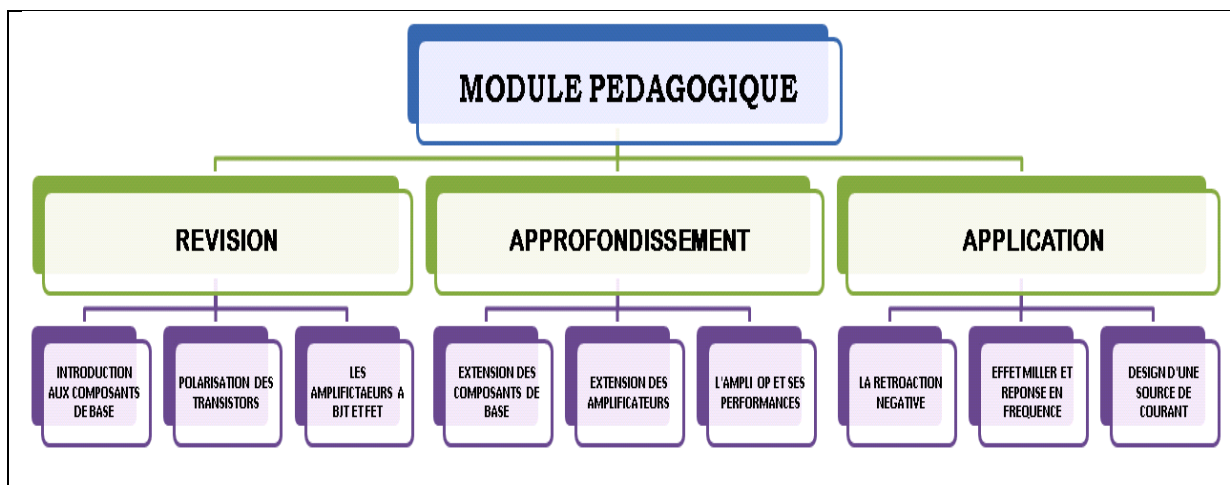 MODULE PEDAGOGIQUE
REVISION
APPROFONDISSEMENT
APPLICATION
INTRODUCTION
AUX COMPOSANTS
DE BASE
POLARISATION DES
TRANSISTORS
LES
AMPLIFICTAEURS A
BJT ET FET
EXTENSION DES
COMPOSANTS DE
BASE
EXTENSION DES
AMPLIFICATEURS
L'AMPLI OP ET SES
PERFORMANCES
LA RETROACTION
NEGATIVE
EFFET MILLER ET
REPONSE EN
FREQUENCE
DESIGN D'UNE
SOURCE DE
COURANT